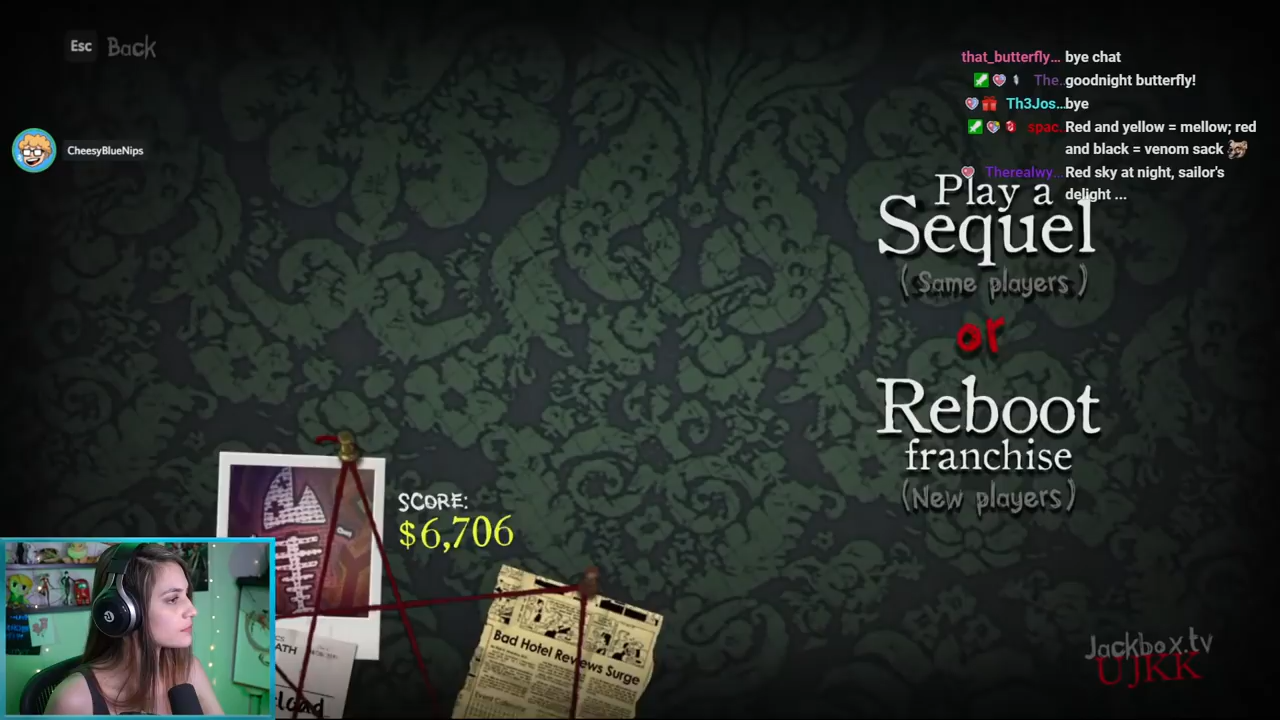 Esc Back
CheesyBlueNips
that_butterfly… bye chat
The… goodnight butterfly!
Th3Jos… bye
spac… Red and yellow = mellow; red
and black = venom sack
Therealwy… Red sky at night, sailor's
delight ...
Play a
Sequel
( Same players )
or
Reboot
franchise
(New players)
SCORE:
$6,706
Bad Hotel Reviews Surge
Jackbox.tv
UJKK